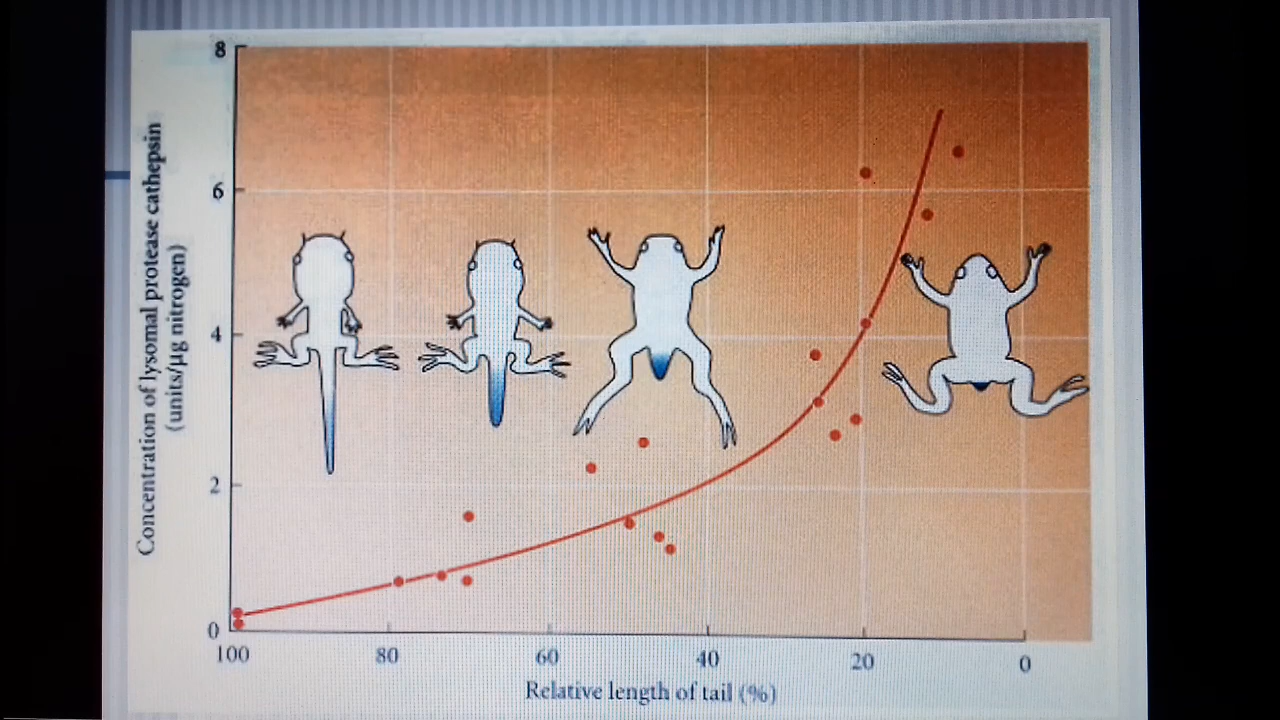 8
6
4
2
0
Concentration of lysomal protease cathepsin
(units/µg nitrogen)
100 80 60 40 20 0
Relative length of tail (%)